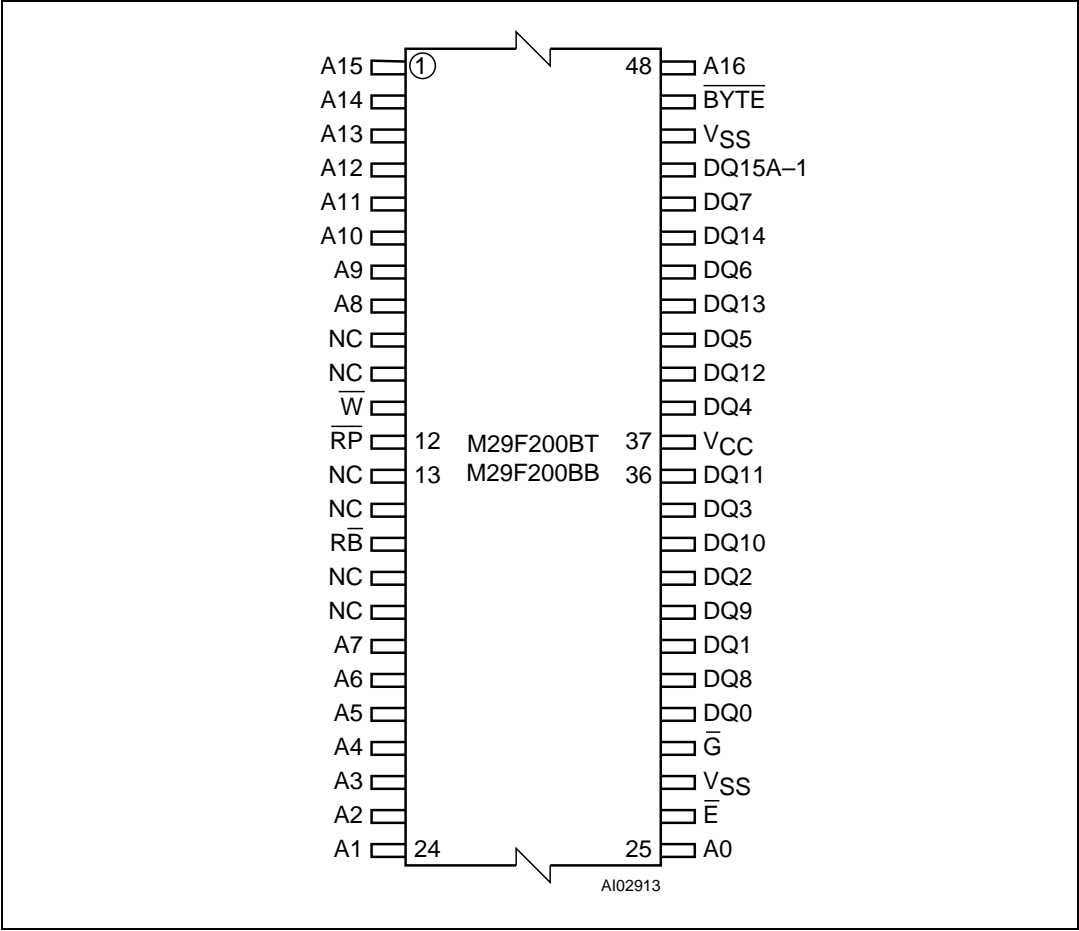 A15 1 48 A16
A14 B̅Y̅T̅E̅
A13 VSS
A12 DQ15A–1
A11 DQ7
A10 DQ14
A9 DQ6
A8 DQ13
NC DQ5
NC DQ12
W̅ DQ4
R̅P̅ 12 M29F200BT 37 VCC
NC 13 M29F200BB 36 DQ11
NC DQ3
RB̅ DQ10
NC DQ2
NC DQ9
A7 DQ1
A6 DQ8
A5 DQ0
A4 G̅
A3 VSS
A2 E̅
A1 24 25 A0
AI02913